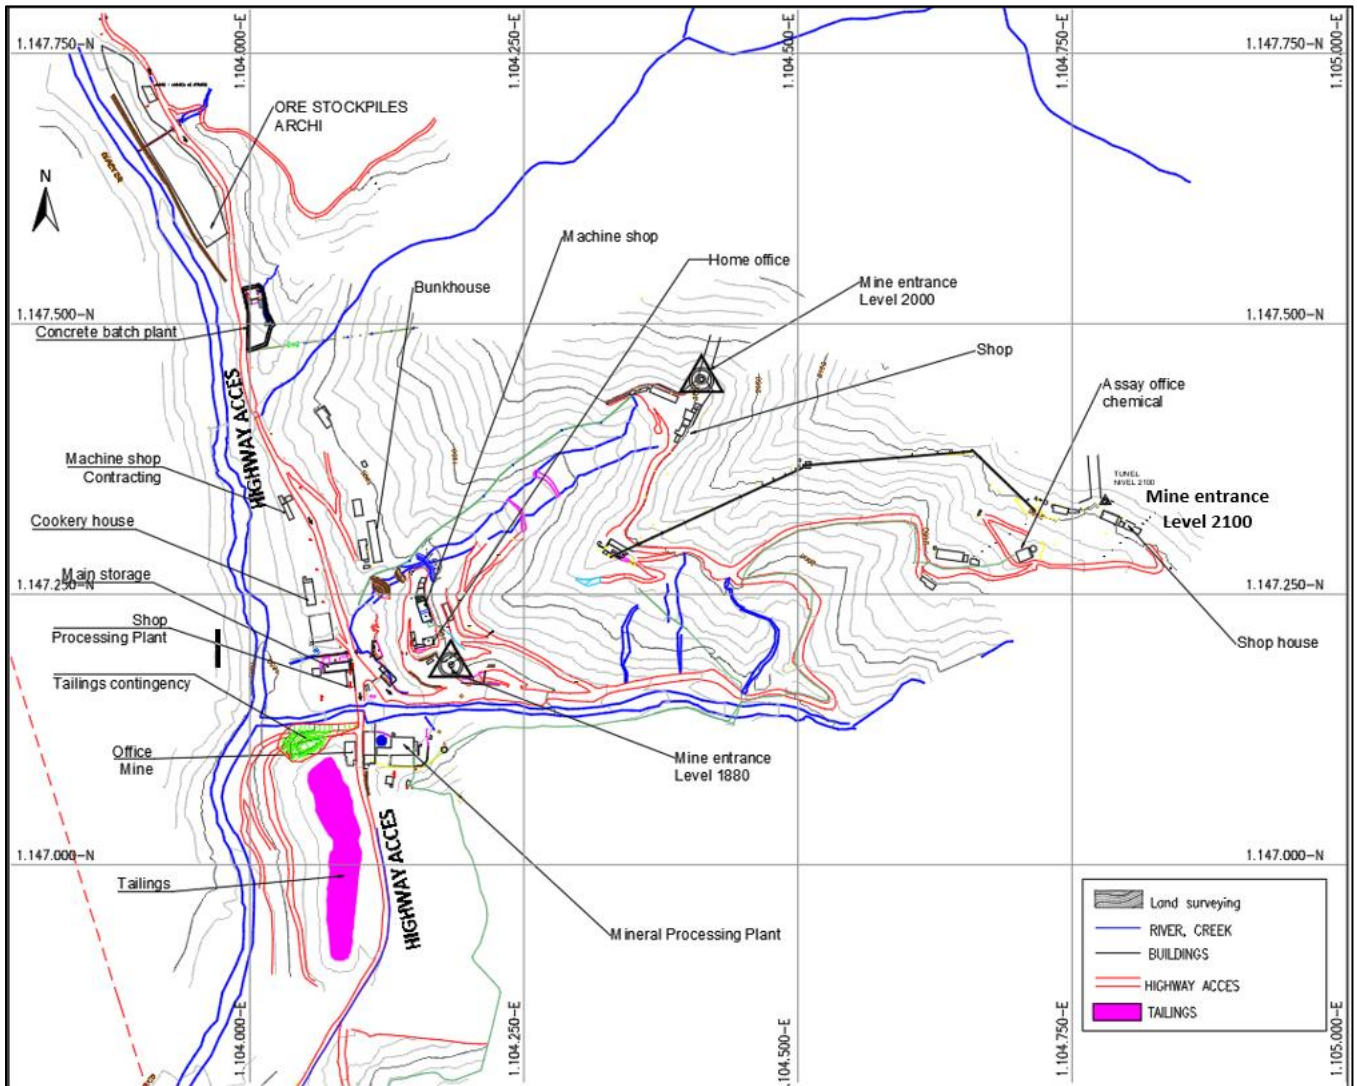 1.147.750-N
1.104.000-E
1.104.250-E
1.104.500-E
1.104.750-E
1.105.000-E
1.147.750-N
ORE STOCKPILES
ARCHI
N
Machine shop
Home office
Bunkhouse
Mine entrance
Level 2000
1.147.500-N
1.147.500-N
Concrete batch plant
Shop
HIGHWAY ACCES
Assay office
chemical
Machine shop
Contracting
TUNEL
NIVEL 2100
Mine entrance
Level 2100
Cookery house
Main storage
1.147.250-N
1.147.250-N
Shop
Processing Plant
Shop house
Tailings contingency
Office
Mine
Mine entrance
Level 1880
HIGHWAY ACCES
1.147.000-N
1.147.000-N
Tailings
Mineral Processing Plant
Land surveying
RIVER, CREEK
BUILDINGS
HIGHWAY ACCES
TAILINGS
1.104.000-E
1.104.250-E
1.104.500-E
1.104.750-E
1.105.000-E